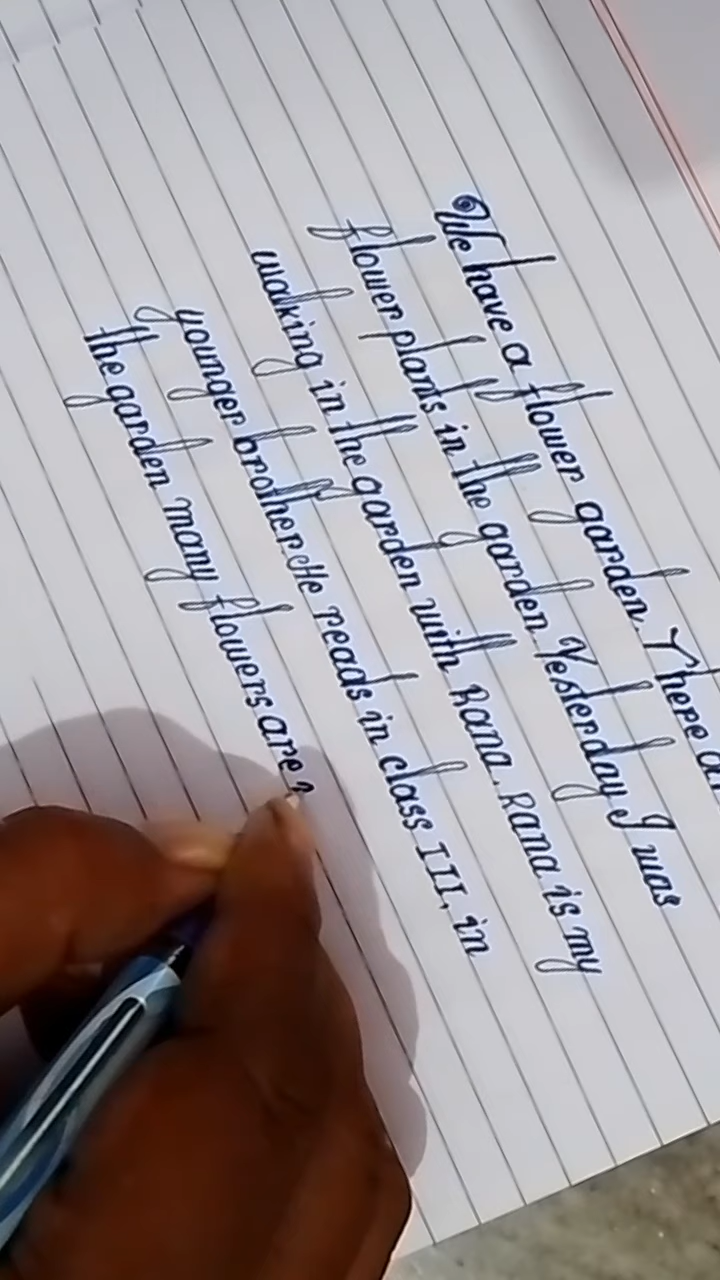 We have a flower garden. There
flower plants in the garden. Yesterday I was
walking in the garden with Rana. Rana is my
younger brother. He reads in class III, in
the garden many flowers are